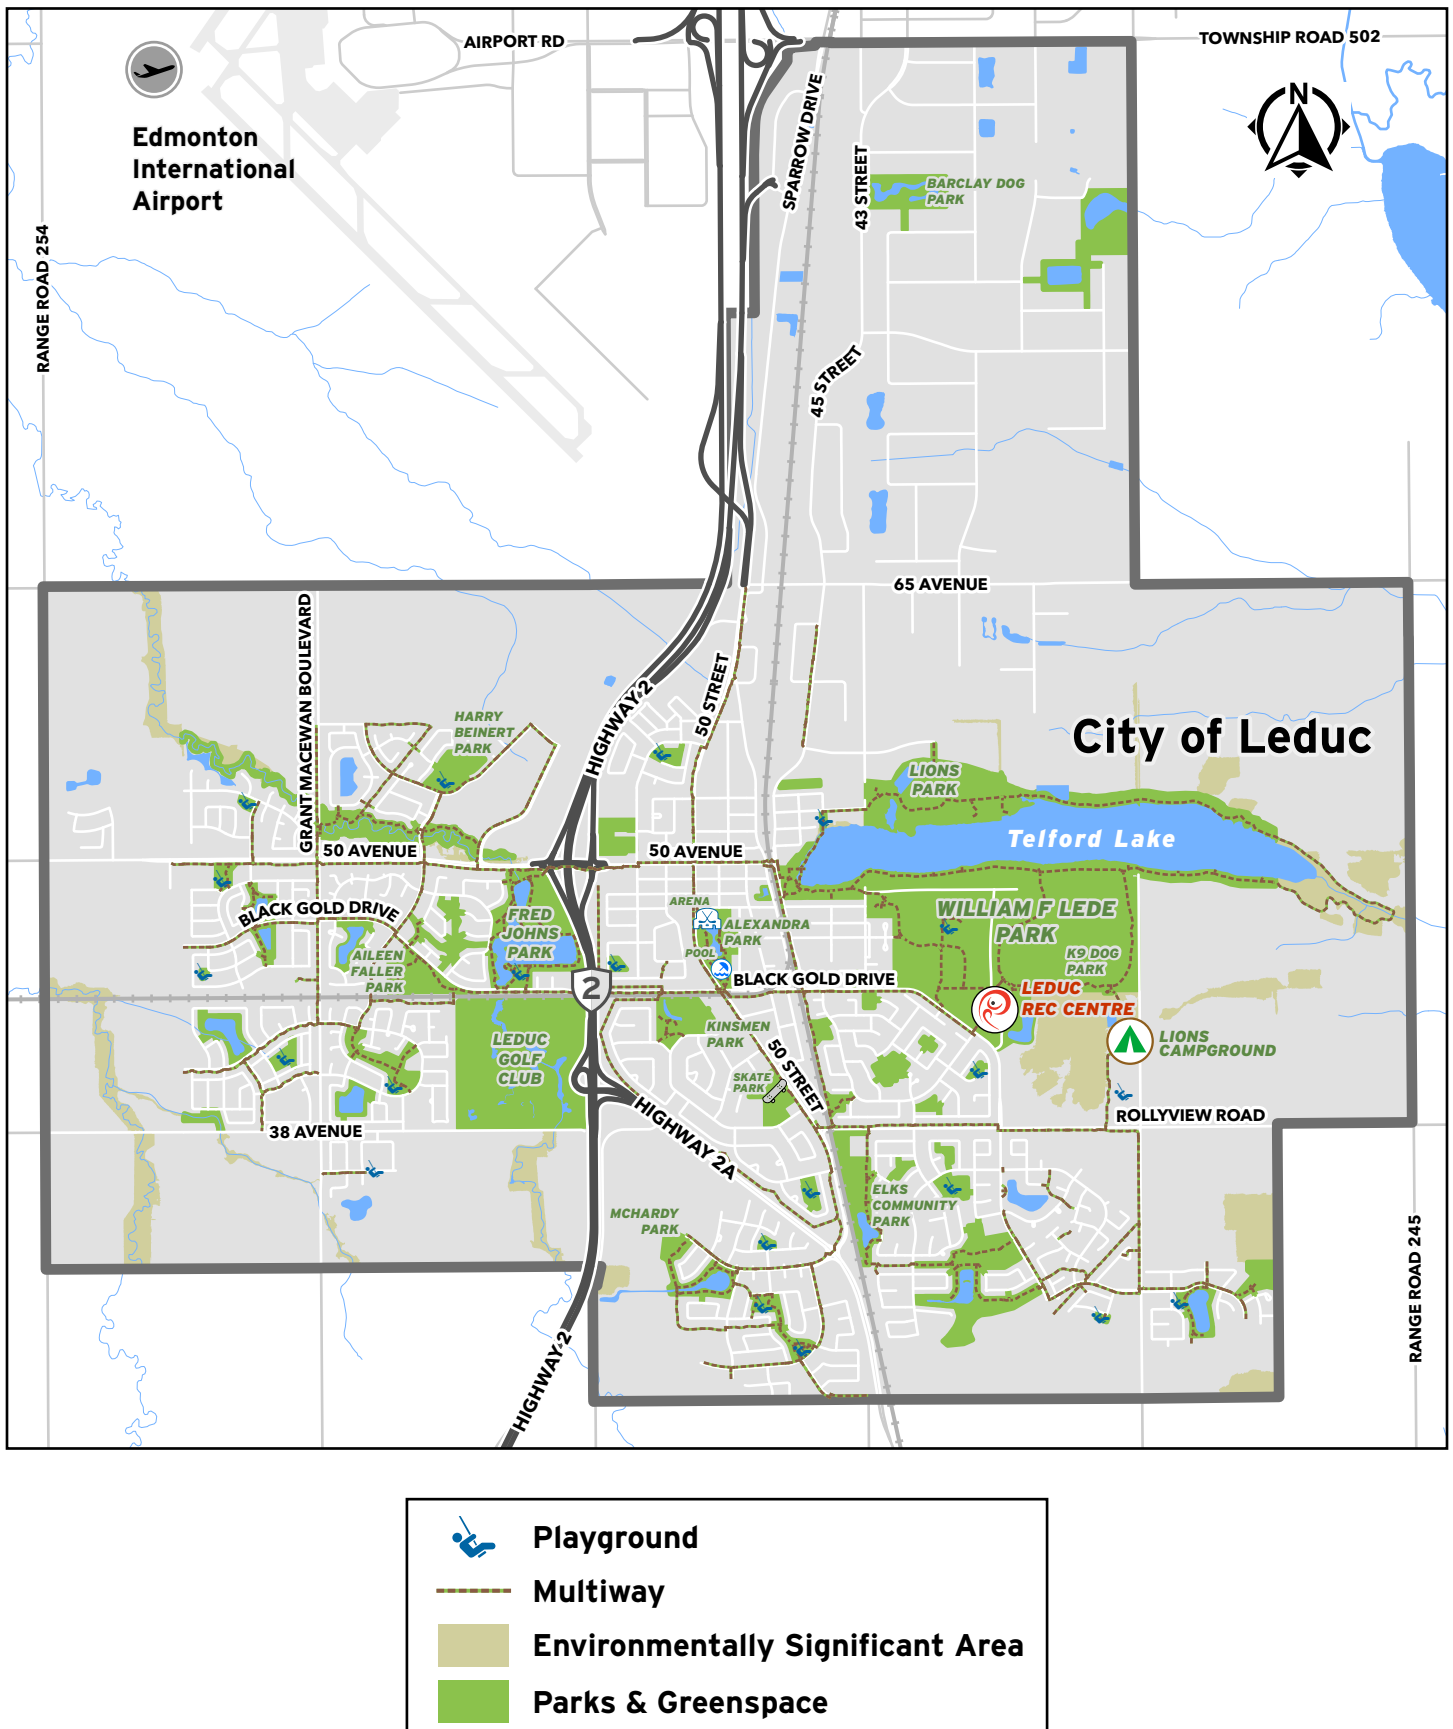 AIRPORT RD
TOWNSHIP ROAD 502
N
Edmonton
International
Airport
SPARROW DRIVE
43 STREET
BARCLAY DOG
PARK
RANGE ROAD 254
45 STREET
65 AVENUE
GRANT MACEWAN BOULEVARD
HARRY
BEINERT
PARK
HIGHWAY 2
50 STREET
City of Leduc
LIONS
PARK
Telford Lake
50 AVENUE
50 AVENUE
BLACK GOLD DRIVE
FRED
JOHNS
PARK
ARENA
ALEXANDRA
PARK
POOL
WILLIAM F LEDE
PARK
K9 DOG
PARK
AILEEN
FALLER
PARK
BLACK GOLD DRIVE
2
LEDUC
REC CENTRE
LEDUC
GOLF
CLUB
KINSMEN
PARK
50 STREET
LIONS
CAMPGROUND
SKATE
PARK
38 AVENUE
HIGHWAY 2A
ROLLYVIEW ROAD
MCHARDY
PARK
ELKS
COMMUNITY
PARK
RANGE ROAD 245
HIGHWAY 2
Playground
Multiway
Environmentally Significant Area
Parks & Greenspace